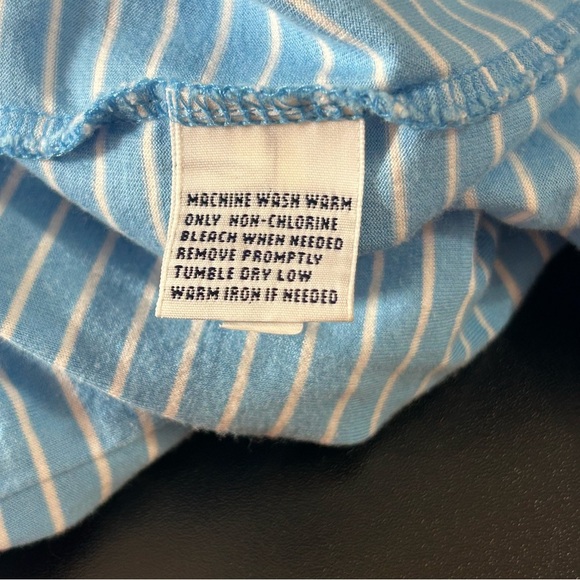 MACHINE WASH WARM
ONLY NON-CHLORINE
BLEACH WHEN NEEDED
REMOVE PROMPTLY
TUMBLE DRY LOW
WARM IRON IF NEEDED